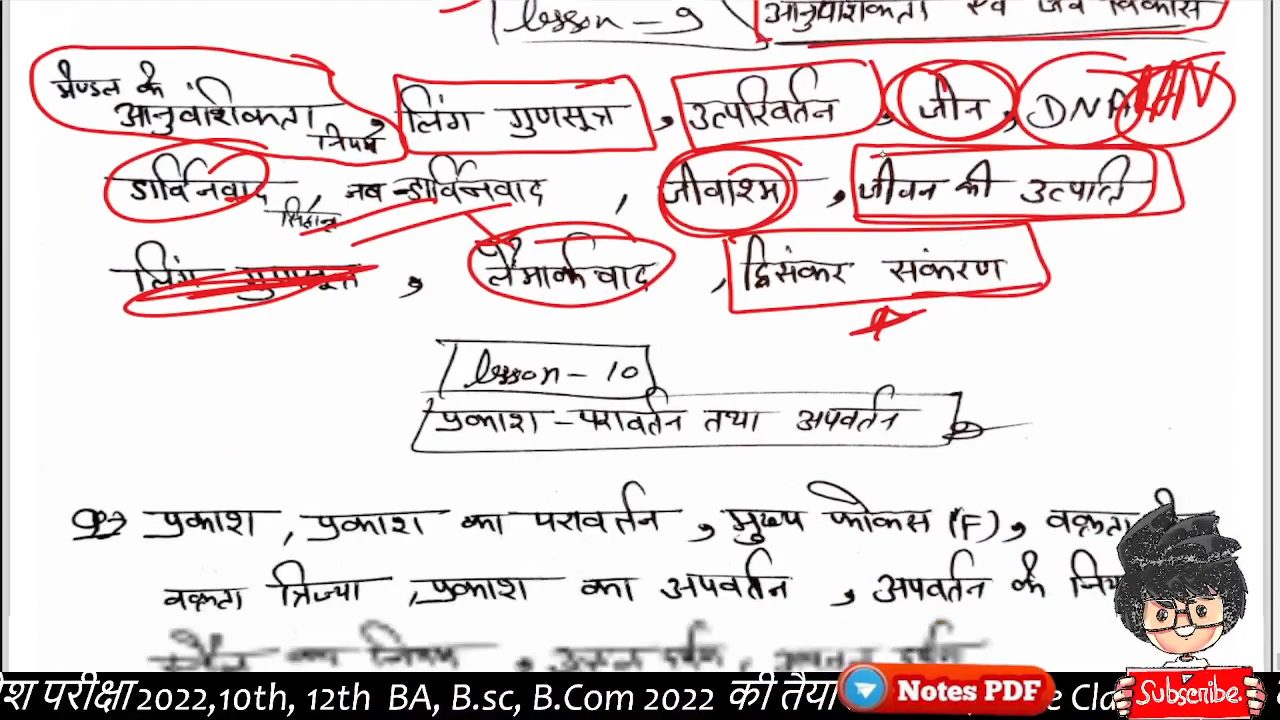 lesson - 9 आनुवांशिकता एवं जैव विकास
मैण्डल के
आनुवांशिकता नियम, लिंग गुणसूत्र, उत्परिवर्तन, जीन, DNA
डार्विनवाद सिद्धान्त, नव डार्विनवाद, जीवाश्म, जीवन की उत्पति
लिंग गुणसूत्र, लैमार्कवाद, द्विसंकर संकरण
lesson - 10
प्रकाश - परावर्तन तथा अपवर्तन
प्रकाश, प्रकाश का परावर्तन, मुख्य फोकस (F), वक्रता
वक्रता त्रिज्या, प्रकाश का अपवर्तन, अपवर्तन के
परीक्षा 2022,10th, 12th BA, B.sc, B.Com 2022 की
Notes PDF
Subscribe